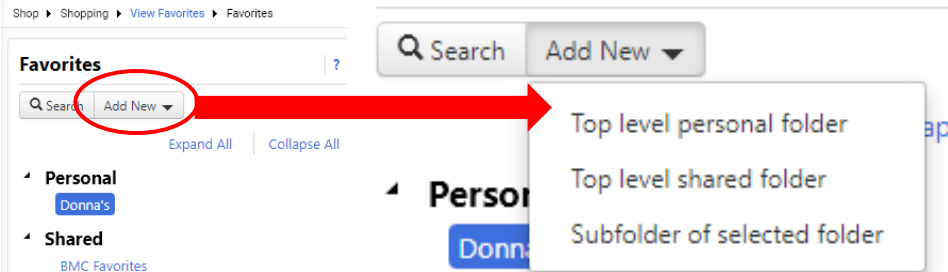 Shop ▸ Shopping ▸ View Favorites ▸ Favorites
Favorites ?
Search Add New
Expand All Collapse All
Personal
Donna's
Shared
BMC Favorites
Search Add New
Top level personal folder
Top level shared folder
Subfolder of selected folder